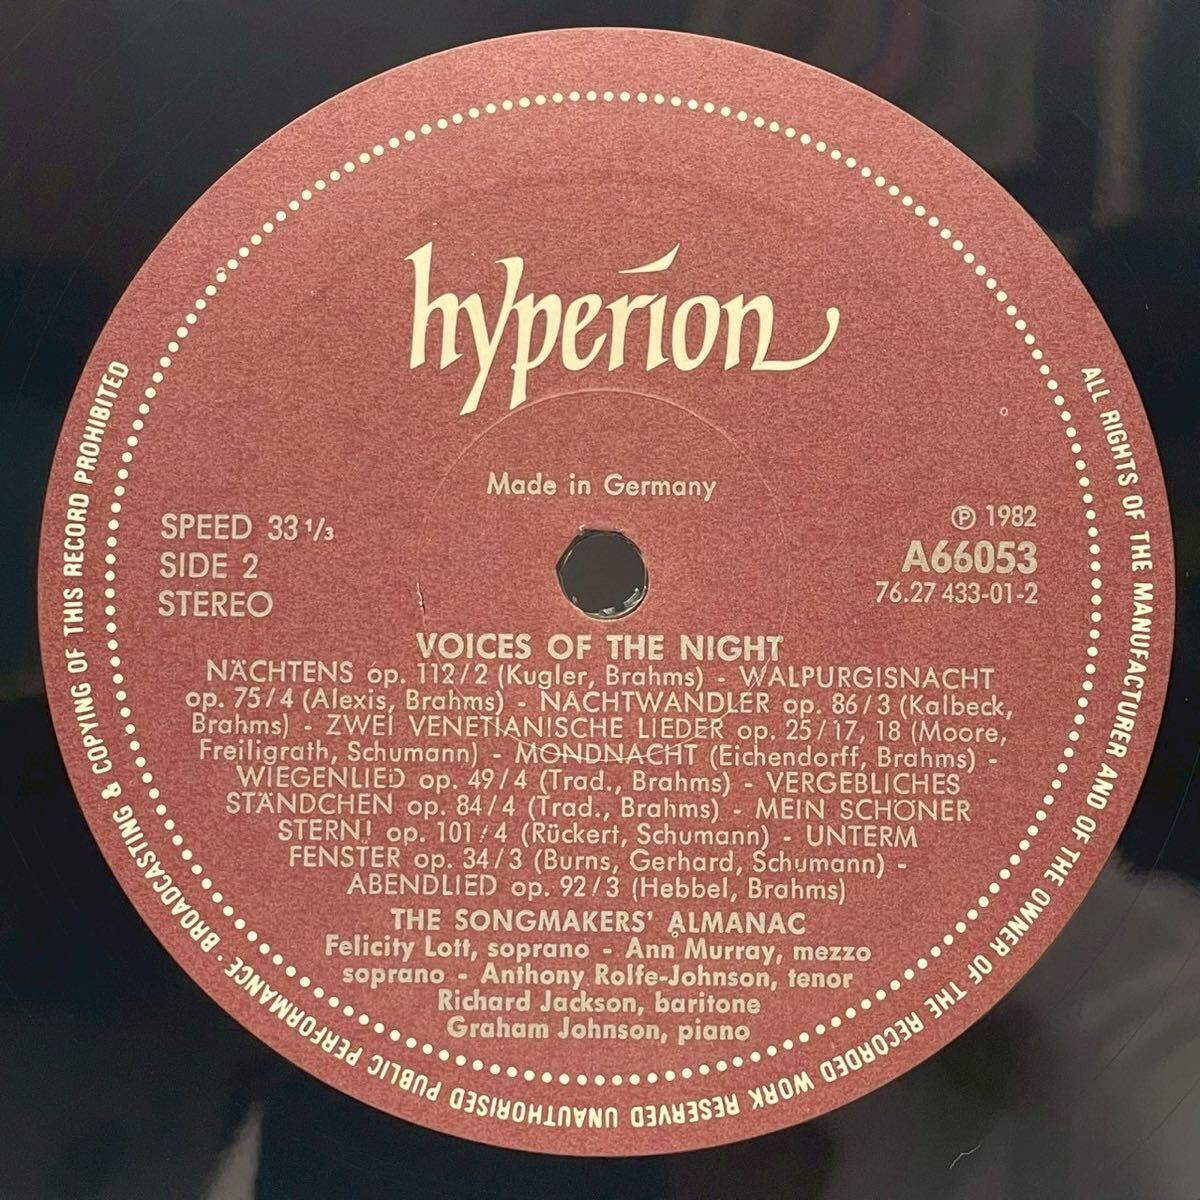 hyperion
Made in Germany
SPEED 33 1/3
SIDE 2
STEREO
℗ 1982
A66053
76.27 433-01-2
VOICES OF THE NIGHT
NÄCHTENS op. 112/2 (Kugler, Brahms) - WALPURGISNACHT
op. 75/4 (Alexis, Brahms) - NACHTWANDLER op. 86/3 (Kalbeck,
Brahms) - ZWEI VENETIANISCHE LIEDER op. 25/17, 18 (Moore,
Freiligrath, Schumann) - MONDNACHT (Eichendorff, Brahms) -
WIEGENLIED op. 49/4 (Trad., Brahms) - VERGEBLICHES
STÄNDCHEN op. 84/4 (Trad., Brahms) - MEIN SCHÖNER
STERN! op. 101/4 (Rückert, Schumann) - UNTERM
FENSTER op. 34/3 (Burns, Gerhard, Schumann) -
ABENDLIED op. 92/3 (Hebbel, Brahms)
THE SONGMAKERS' ALMANAC
Felicity Lott, soprano - Ann Murray, mezzo
soprano - Anthony Rolfe-Johnson, tenor
Richard Jackson, baritone
Graham Johnson, piano
ALL RIGHTS OF THE MANUFACTURER AND OF THE OWNER OF THE RECORDED WORK RESERVED UNAUTHORISED PUBLIC PERFORMANCE · BROADCASTING & COPYING OF THIS RECORD PROHIBITED